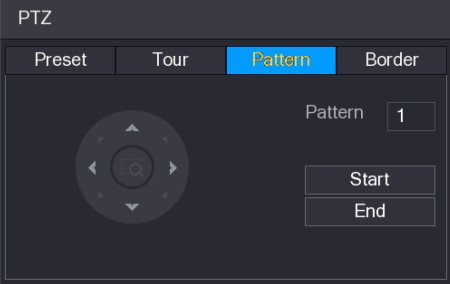 PTZ
Preset Tour Pattern Border
Pattern 1
Start
End